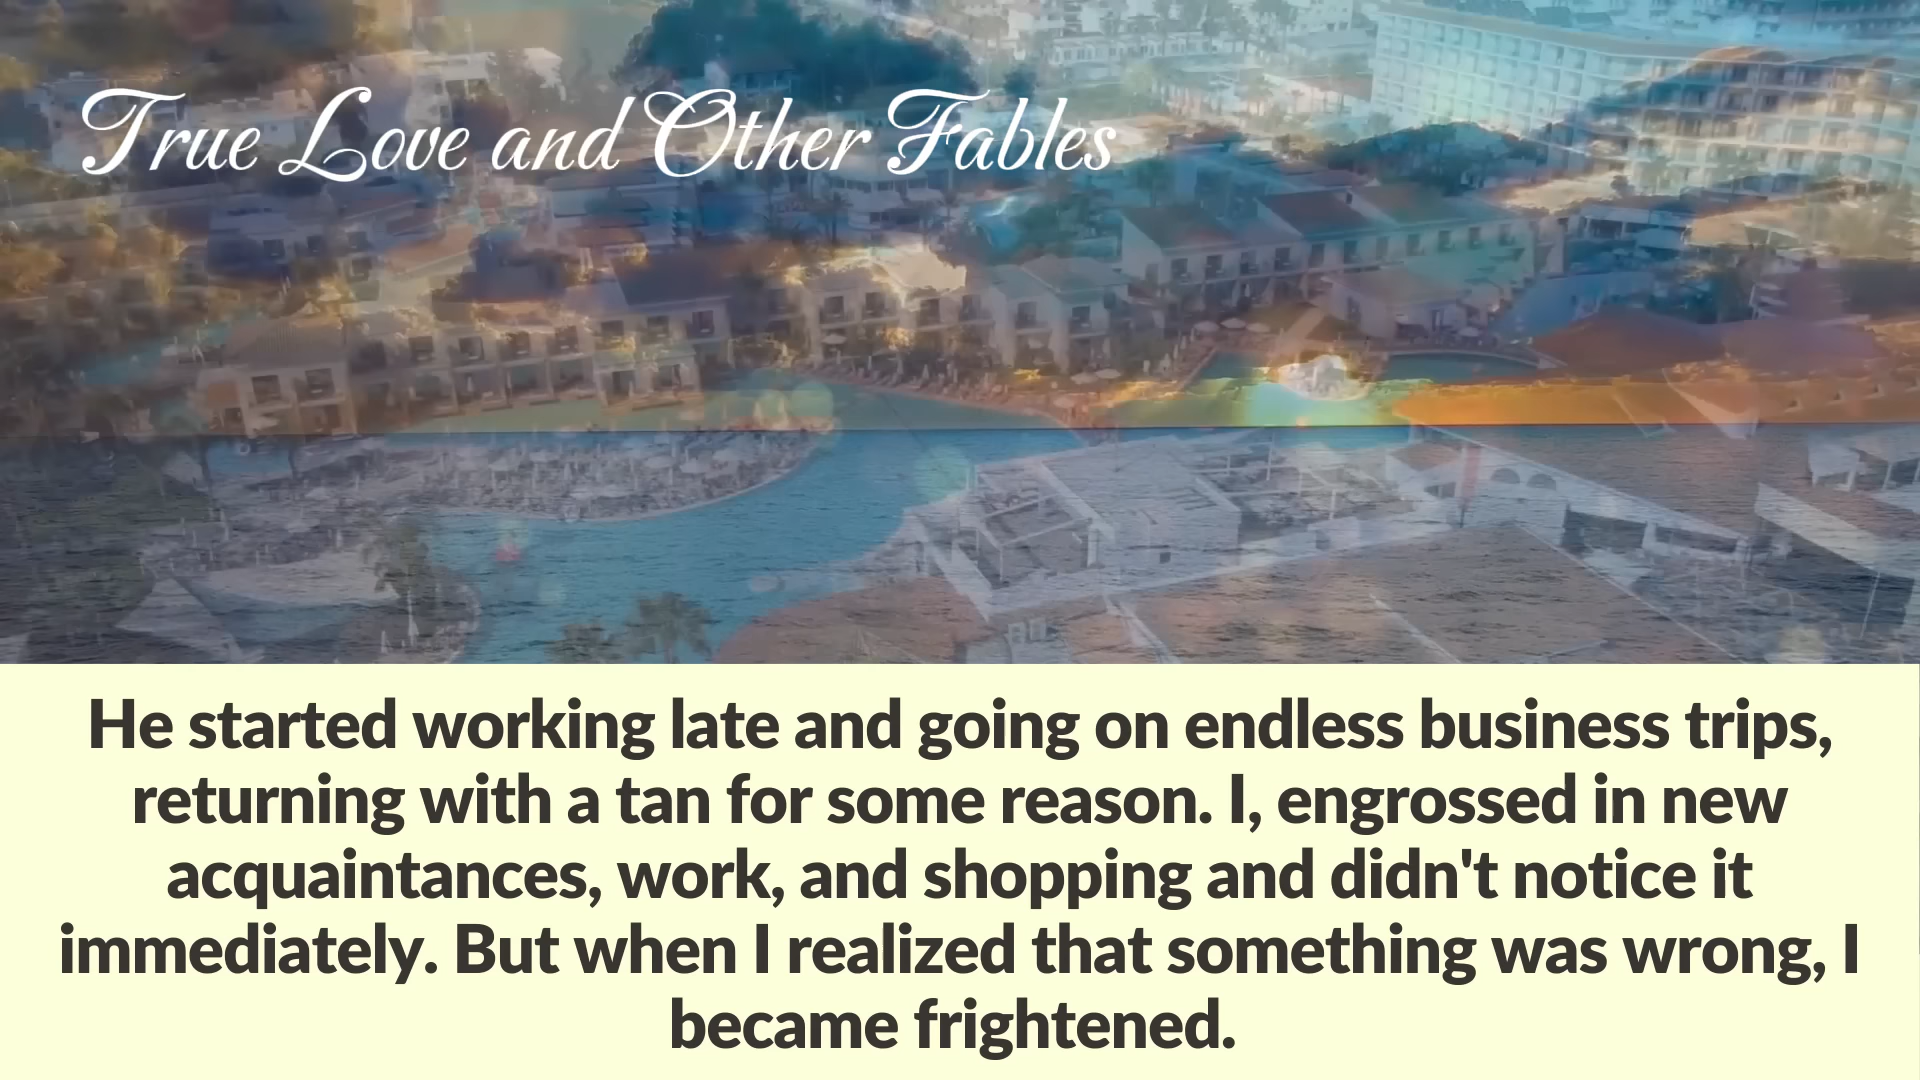 True Love and Other Fables
He started working late and going on endless business trips,
returning with a tan for some reason. I, engrossed in new
acquaintances, work, and shopping and didn't notice it
immediately. But when I realized that something was wrong, I
became frightened.